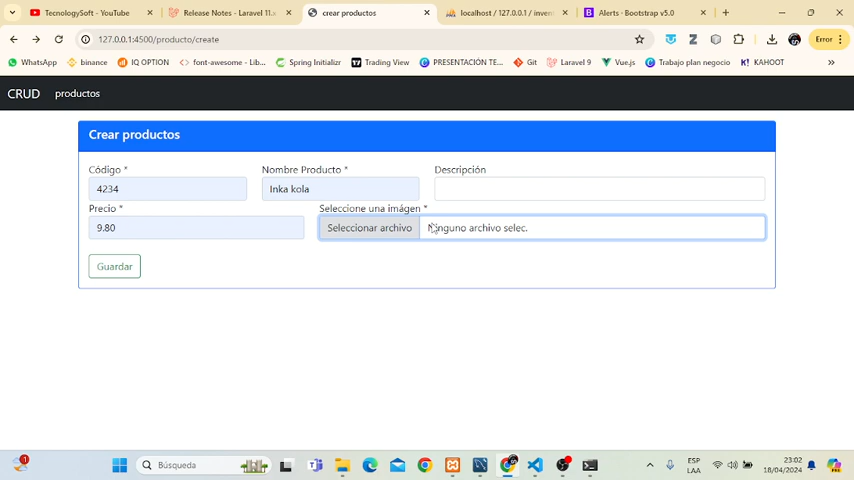 TecnologySoft - YouTube
Release Notes - Laravel 11.x
crear productos
localhost / 127.0.0.1 / inven
Alerts · Bootstrap v5.0
127.0.0.1:4500/producto/create
Error
WhatsApp
binance
IQ OPTION
font-awesome - Lib...
Spring Initializr
Trading View
PRESENTACIÓN TE...
Git
Laravel 9
Vue.js
Trabajo plan negocio
K! KAHOOT
CRUD productos
Crear productos
Código * Nombre Producto * Descripción
4234 Inka kola
Precio * Seleccione una imágen *
9.80 Seleccionar archivo Ninguno archivo selec.
Guardar
Búsqueda
ESP
LAA
23:02
18/04/2024